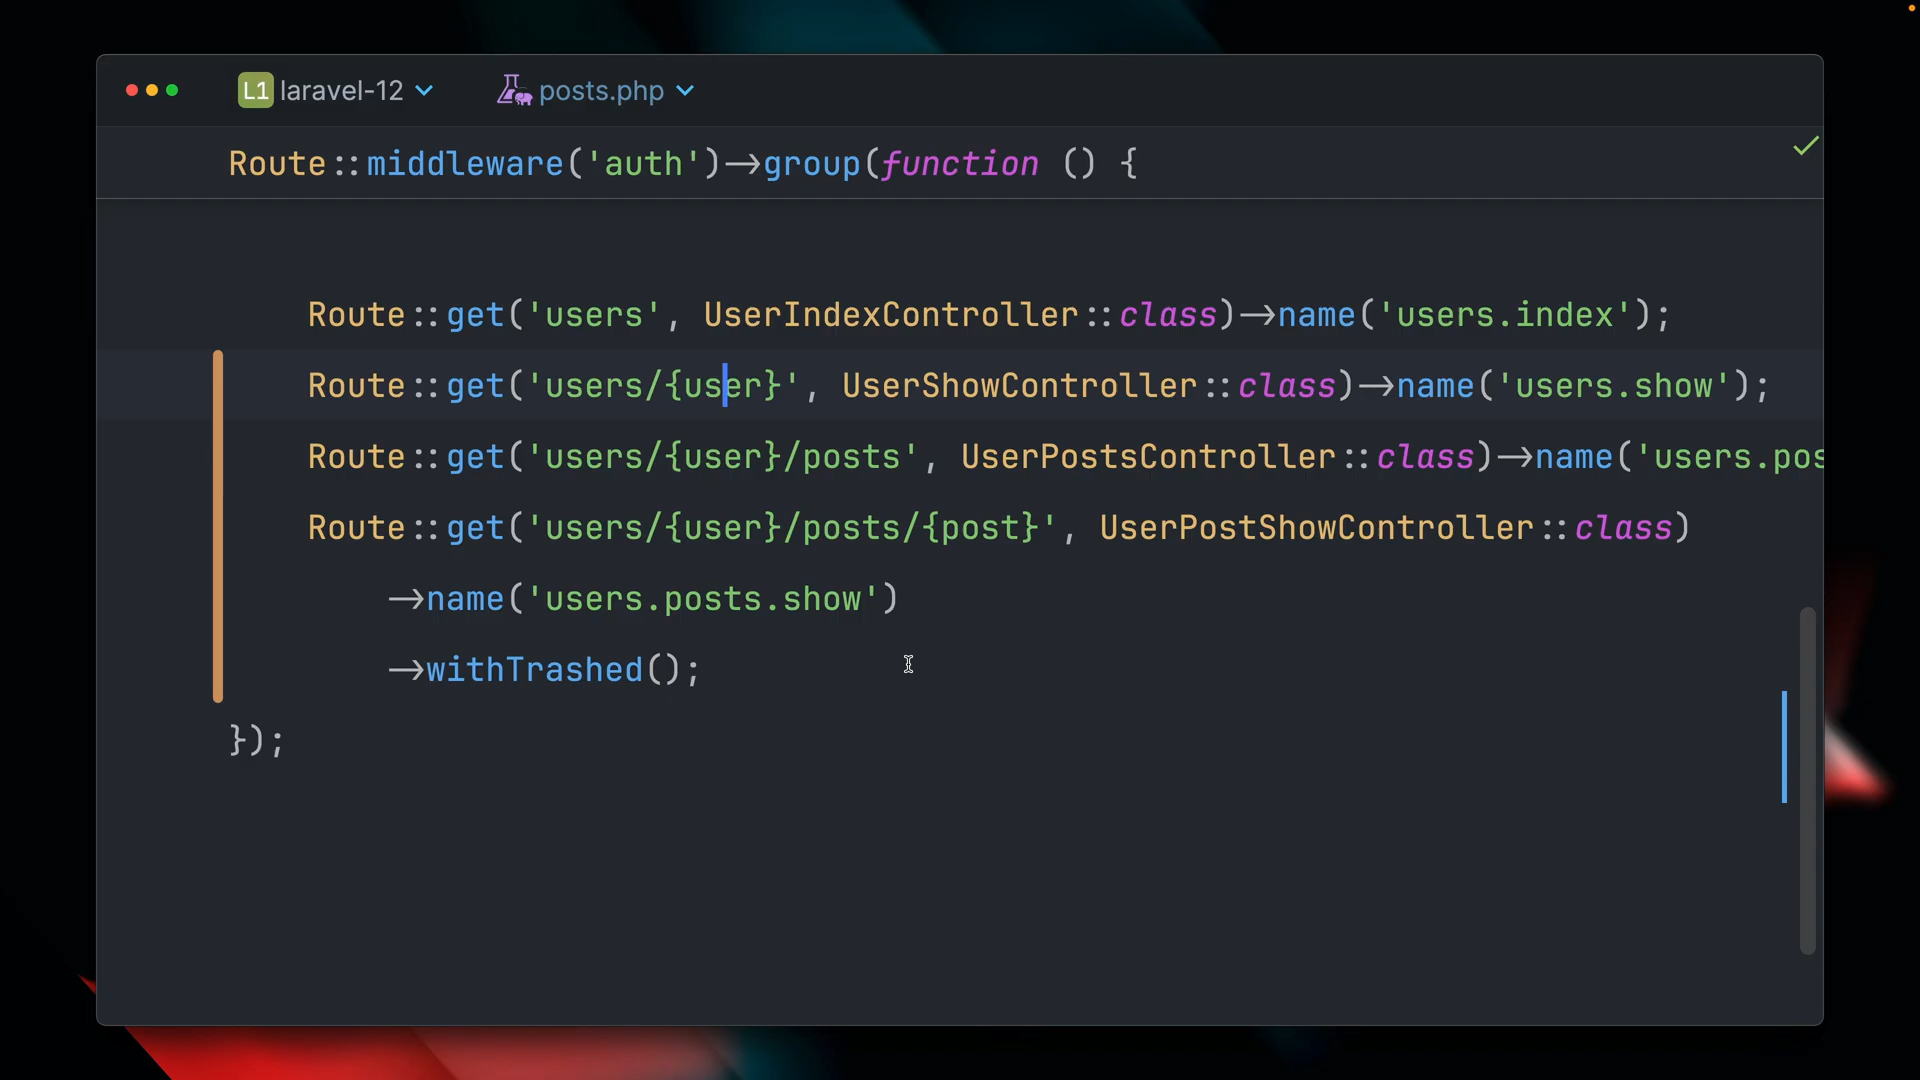 L1 laravel-12 posts.php
Route::middleware('auth')->group(function () {
Route::get('users', UserIndexController::class)->name('users.index');
Route::get('users/{user}', UserShowController::class)->name('users.show');
Route::get('users/{user}/posts', UserPostsController::class)->name('users.pos
Route::get('users/{user}/posts/{post}', UserPostShowController::class)
->name('users.posts.show')
->withTrashed();
});